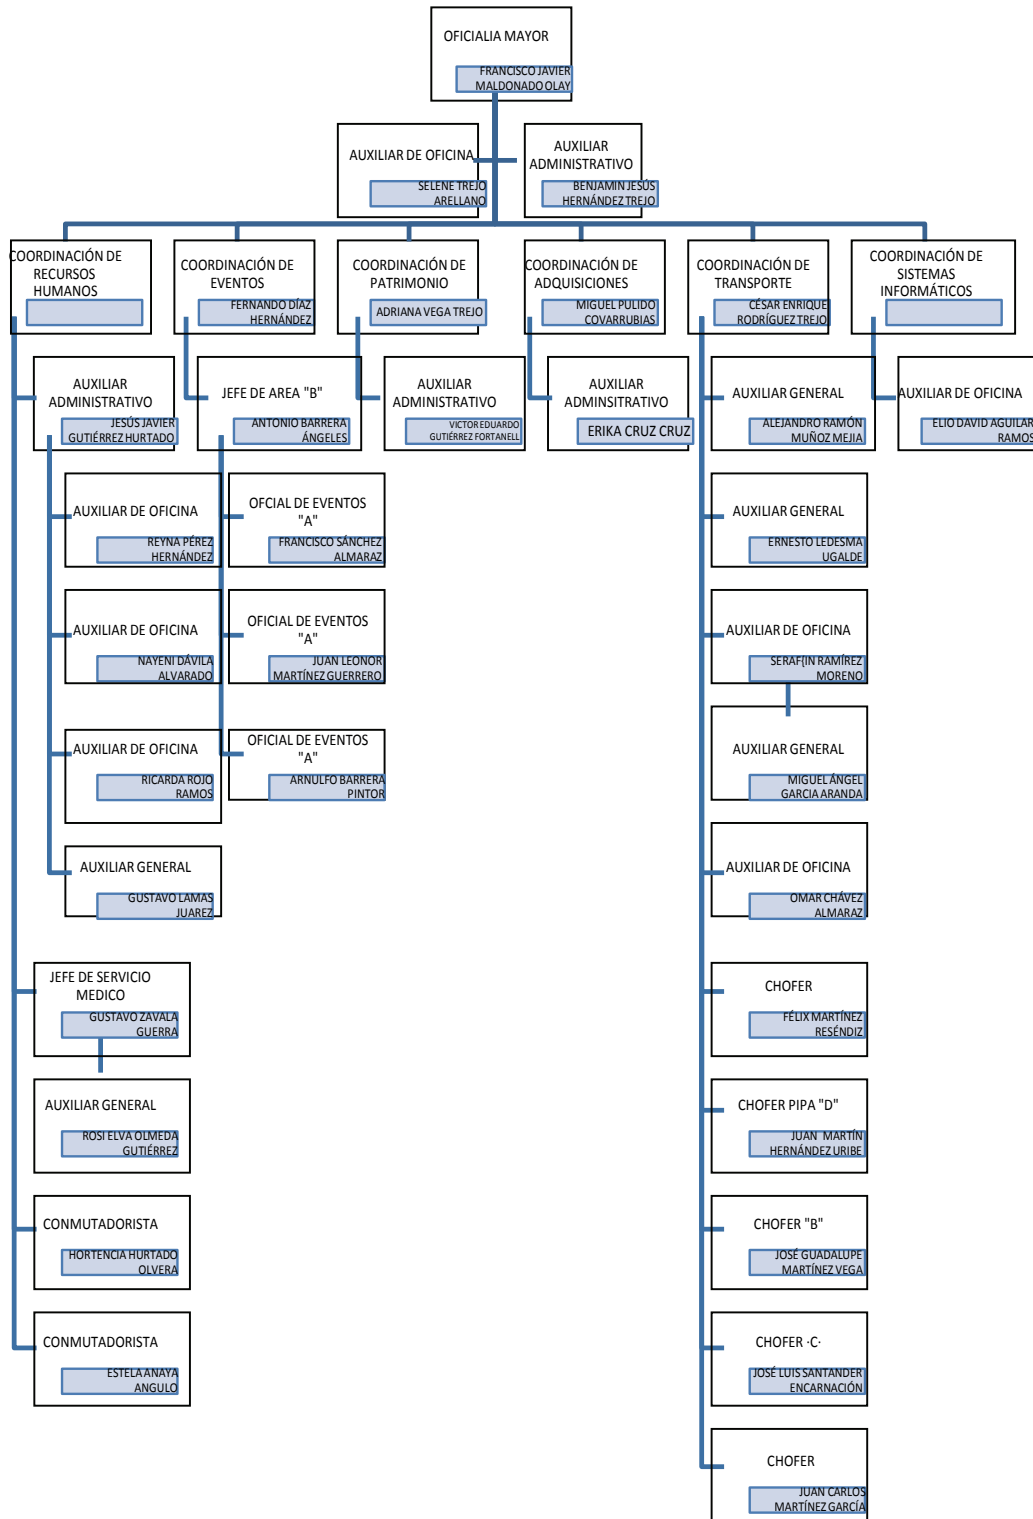 OFICIALIA MAYOR
FRANCISCO JAVIER
MALDONADO OLAY
AUXILIAR DE OFICINA
SELENE TREJO
ARELLANO
AUXILIAR
ADMINISTRATIVO
BENJAMIN JESÚS
HERNÁNDEZ TREJO
COORDINACIÓN DE
RECURSOS
HUMANOS
COORDINACIÓN DE
EVENTOS
FERNANDO DÍAZ
HERNÁNDEZ
COORDINACIÓN DE
PATRIMONIO
ADRIANA VEGA TREJO
COORDINACIÓN DE
ADQUISICIONES
MIGUEL PULIDO
COVARRUBIAS
COORDINACIÓN DE
TRANSPORTE
CÉSAR ENRIQUE
RODRÍGUEZ TREJO
COORDINACIÓN DE
SISTEMAS
INFORMÁTICOS
AUXILIAR
ADMINISTRATIVO
JESÚS JAVIER
GUTIÉRREZ HURTADO
JEFE DE AREA "B"
ANTONIO BARRERA
ÁNGELES
AUXILIAR
ADMINISTRATIVO
VICTOR EDUARDO
GUTIÉRREZ FORTANELL
AUXILIAR
ADMINSITRATIVO
ERIKA CRUZ CRUZ
AUXILIAR GENERAL
ALEJANDRO RAMÓN
MUÑOZ MEJIA
AUXILIAR DE OFICINA
ELIO DAVID AGUILAR
RAMOS
AUXILIAR DE OFICINA
REYNA PÉREZ
HERNÁNDEZ
OFCIAL DE EVENTOS
"A"
FRANCISCO SÁNCHEZ
ALMARAZ
AUXILIAR GENERAL
ERNESTO LEDESMA
UGALDE
AUXILIAR DE OFICINA
NAYENI DÁVILA
ALVARADO
OFICIAL DE EVENTOS
"A"
JUAN LEONOR
MARTÍNEZ GUERRERO
AUXILIAR DE OFICINA
SERAF{IN RAMÍREZ
MORENO
AUXILIAR DE OFICINA
RICARDA ROJO
RAMOS
OFICIAL DE EVENTOS
"A"
ARNULFO BARRERA
PINTOR
AUXILIAR GENERAL
MIGUEL ÁNGEL
GARCIA ARANDA
AUXILIAR GENERAL
GUSTAVO LAMAS
JUAREZ
AUXILIAR DE OFICINA
OMAR CHÁVEZ
ALMARAZ
JEFE DE SERVICIO
MEDICO
GUSTAVO ZAVALA
GUERRA
CHOFER
FÉLIX MARTÍNEZ
RESÉNDIZ
AUXILIAR GENERAL
ROSI ELVA OLMEDA
GUTIÉRREZ
CHOFER PIPA "D"
JUAN MARTÍN
HERNÁNDEZ URIBE
CONMUTADORISTA
HORTENCIA HURTADO
OLVERA
CHOFER "B"
JOSÉ GUADALUPE
MARTÍNEZ VEGA
CONMUTADORISTA
ESTELA ANAYA
ANGULO
CHOFER ·C·
JOSÉ LUIS SANTANDER
ENCARNACIÓN
CHOFER
JUAN CARLOS
MARTÍNEZ GARCÍA